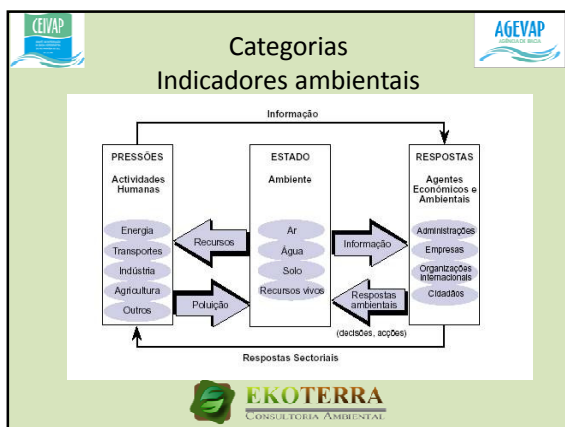 CEIVAP
AGEVAP
AGÊNCIA DE BACIA
Categorias
Indicadores ambientais
Informação
PRESSÕES
Actividades
Humanas
Energia
Transportes
Indústria
Agricultura
Outros
Recursos
Poluição
ESTADO
Ambiente
Ar
Água
Solo
Recursos vivos
Informação
Respostas
ambientais
(decisões, acções)
RESPOSTAS
Agentes
Económicos e
Ambientais
Administrações
Empresas
Organizações
Internacionais
Cidadãos
Respostas Sectoriais
EKOTERRA
CONSULTORIA AMBIENTAL